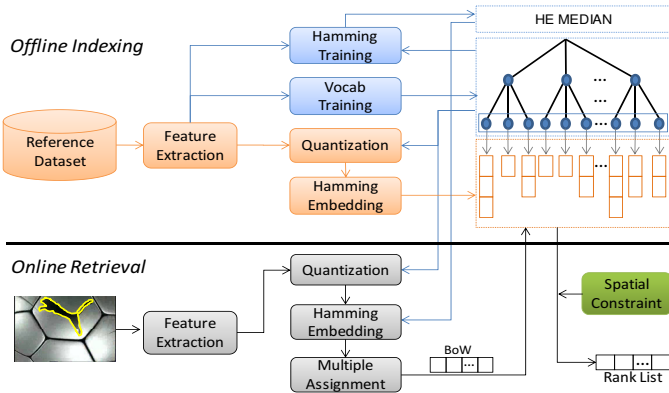 Offline Indexing
Hamming
Training
HE MEDIAN
Vocab
Training
...
...
...
Reference
Dataset
Feature
Extraction
Quantization
Hamming
Embedding
...
Online Retrieval
Quantization
Feature
Extraction
Hamming
Embedding
Multiple
Assignment
BoW
...
Spatial
Constraint
...
Rank List